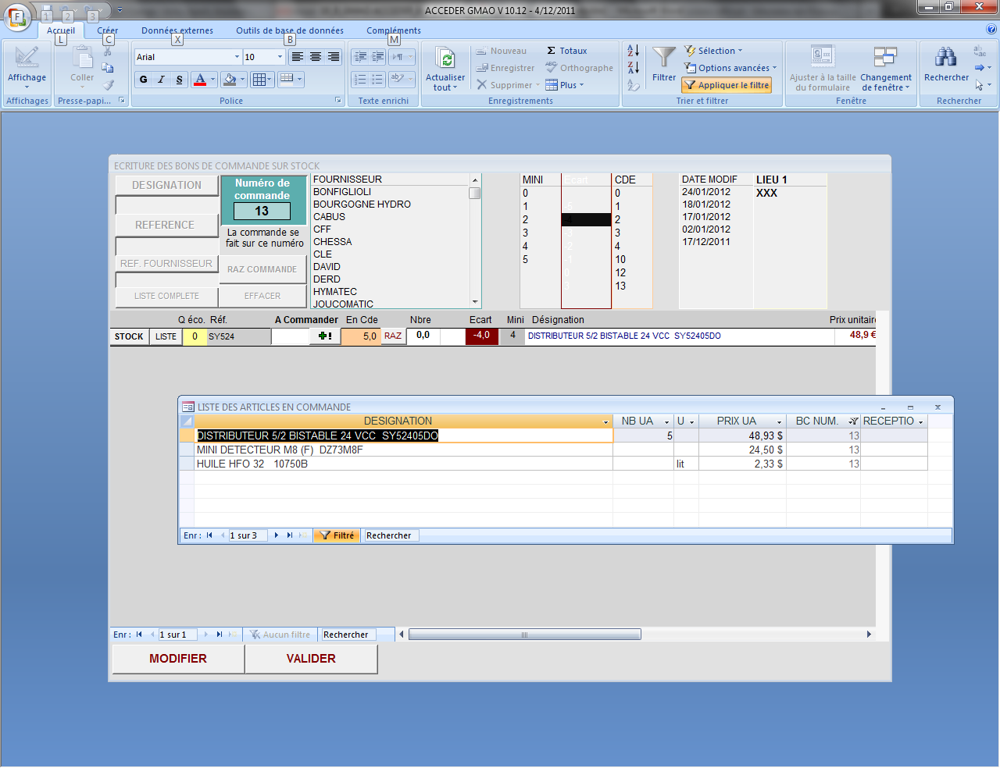 ACCEDER GMAO V 10.12 - 4/12/2011
F 1 2 3
Accueil Créer Données externes Outils de base de données Compléments
L C X B M
Affichage
Affichages
Coller
Presse-papi...
Arial 10
G I S A
Police
Texte enrichi
Actualiser tout
Nouveau
Enregistrer
Supprimer
Σ Totaux
Orthographe
Plus
Enregistrements
Filtrer
Sélection
Options avancées
Appliquer le filtre
Trier et filtrer
Ajuster à la taille du formulaire
Changement de fenêtre
Fenêtre
Rechercher
Rechercher
ECRITURE DES BONS DE COMMANDE SUR STOCK
DESIGNATION
REFERENCE
REF. FOURNISSEUR
LISTE COMPLETE
Numéro de commande
13
La commande se fait sur ce numéro
RAZ COMMANDE
EFFACER
FOURNISSEUR
BONFIGLIOLI
BOURGOGNE HYDRO
CABUS
CFF
CHESSA
CLE
DAVID
DERD
HYMATEC
JOUCOMATIC
MINI
0
1
2
3
4
5
Ecart
-5
-4
-3
-2
-1
0
3
CDE
0
1
2
3
4
10
12
13
DATE MODIF
24/01/2012
18/01/2012
17/01/2012
02/01/2012
17/12/2011
LIEU 1
XXX
Q éco. Réf. A Commander En Cde Nbre Ecart Mini Désignation Prix unitaire
STOCK LISTE 0 SY524 ! 5,0 RAZ 0,0 -4,0 4 DISTRIBUTEUR 5/2 BISTABLE 24 VCC SY52405DO 48,9 €
LISTE DES ARTICLES EN COMMANDE
DESIGNATION NB UA U PRIX UA BC NUM. RECEPTIO
DISTRIBUTEUR 5/2 BISTABLE 24 VCC SY52405DO 5 48,93 $ 13
MINI DETECTEUR M8 (F) DZ73M8F 24,50 $ 13
HUILE HFO 32 10750B lit 2,33 $ 13
Enr : 1 sur 3 Filtré Rechercher
Enr : 1 sur 1 Aucun filtre Rechercher
MODIFIER VALIDER